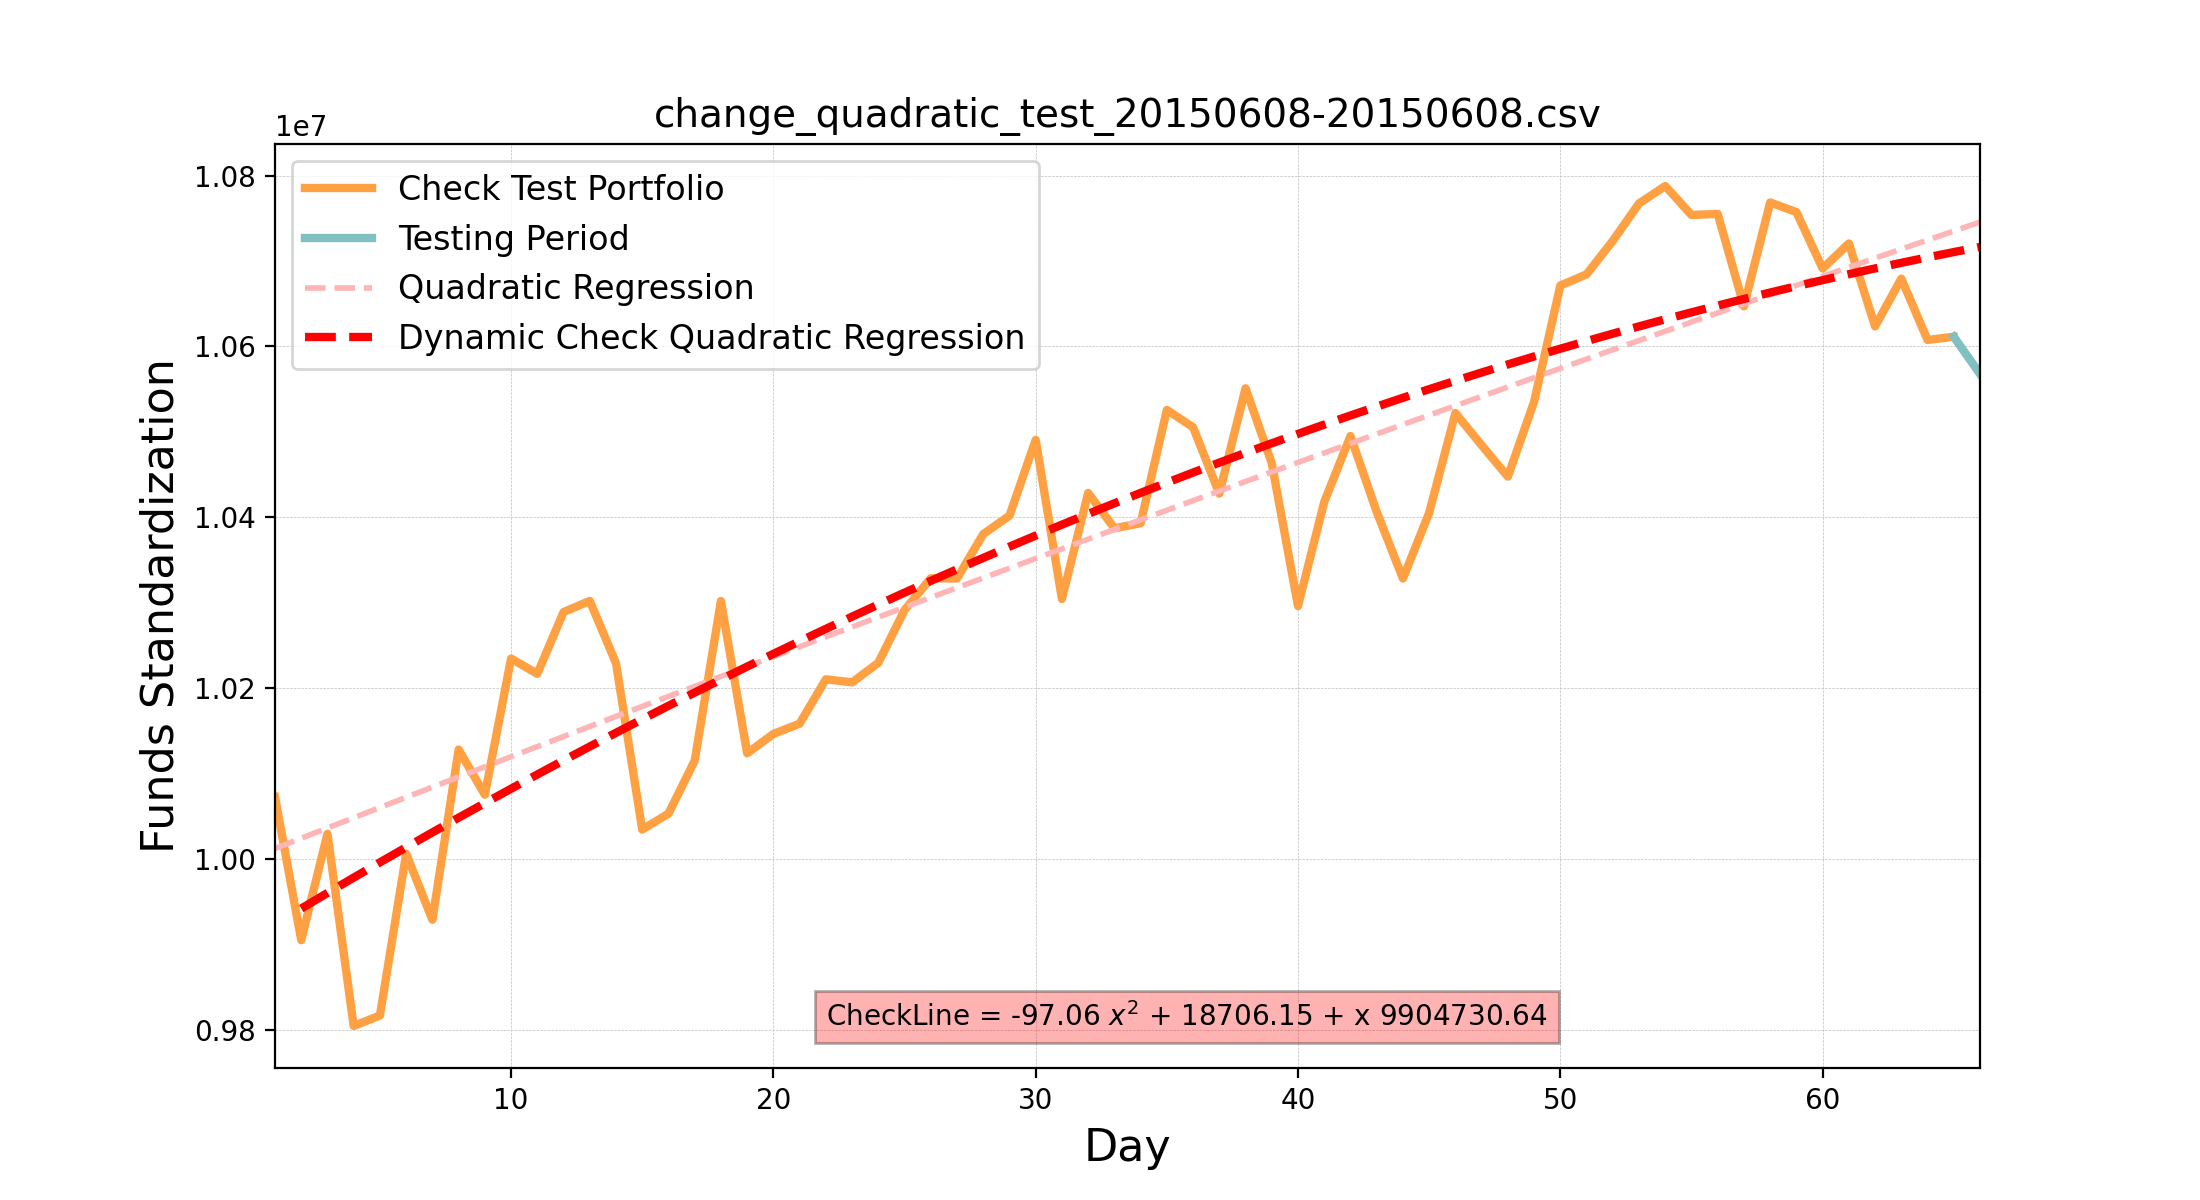 change_quadratic_test_20150608-20150608.csv
1e7
Check Test Portfolio
Testing Period
Quadratic Regression
Dynamic Check Quadratic Regression
1.08
1.06
1.04
1.02
1.00
0.98
Funds Standardization
CheckLine = -97.06 x² + 18706.15 + x 9904730.64
10 20 30 40 50 60
Day